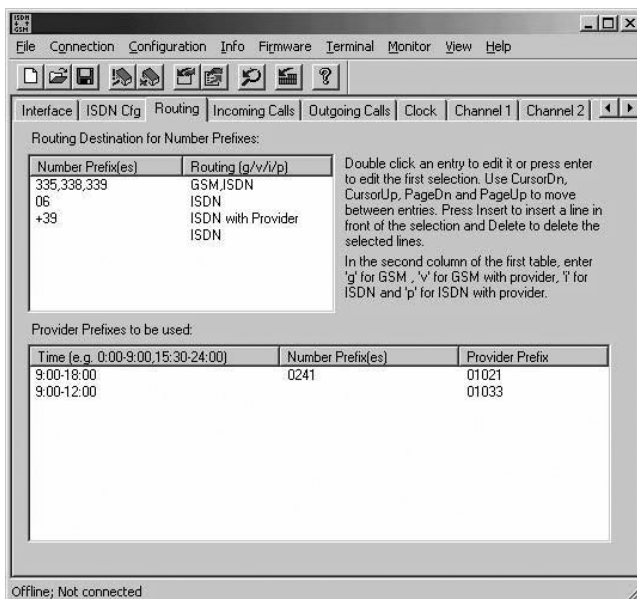 ISDN
GSM
File Connection Configuration Info Firmware Terminal Monitor View Help
Interface ISDN Cfg Routing Incoming Calls Outgoing Calls Clock Channel 1 Channel 2
Routing Destination for Number Prefixes:
Number Prefix(es) Routing (g/v/i/p)
335,338,339 GSM,ISDN
06 ISDN
+39 ISDN with Provider
ISDN
Double click an entry to edit it or press enter
to edit the first selection. Use CursorDn,
CursorUp, PageDn and PageUp to move
between entries. Press Insert to insert a line in
front of the selection and Delete to delete the
selected lines.
In the second column of the first table, enter
'g' for GSM , 'v' for GSM with provider, 'i' for
ISDN and 'p' for ISDN with provider.
Provider Prefixes to be used:
Time (e.g. 0:00-9:00,15:30-24:00) Number Prefix(es) Provider Prefix
9:00-18:00 0241 01021
9:00-12:00 01033
Offline; Not connected